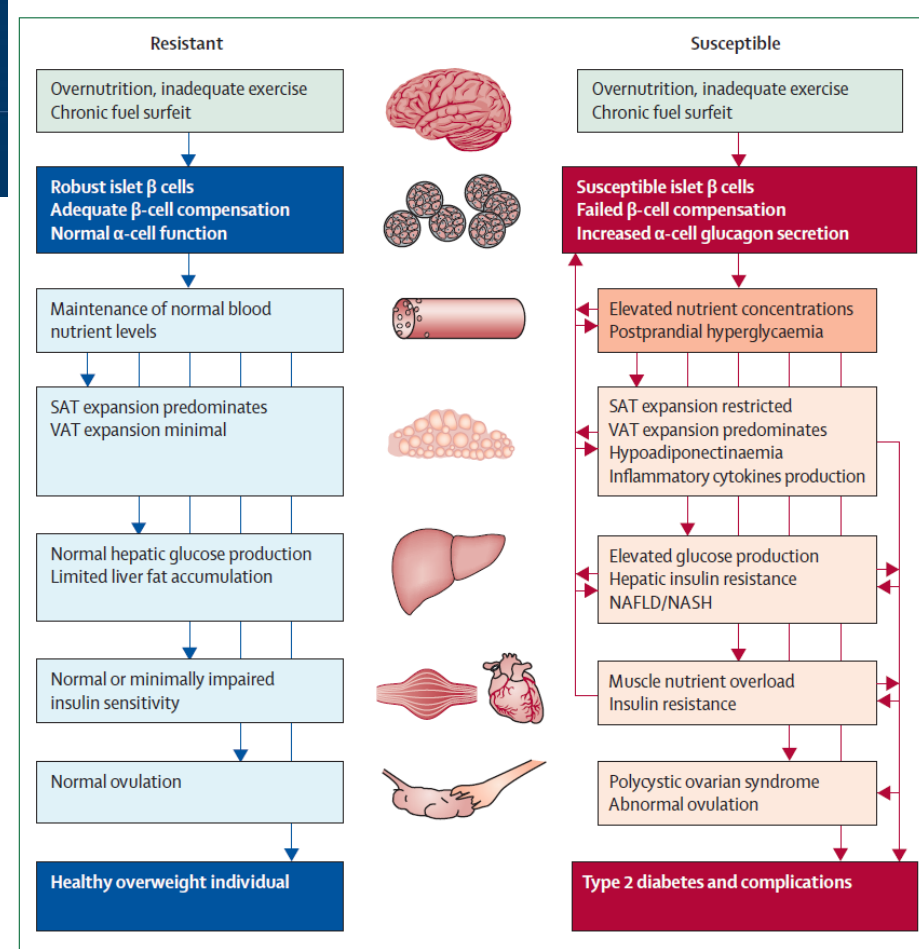 Resistant
Susceptible
Overnutrition, inadequate exercise
Chronic fuel surfeit
Overnutrition, inadequate exercise
Chronic fuel surfeit
Robust islet β cells
Adequate β-cell compensation
Normal α-cell function
Susceptible islet β cells
Failed β-cell compensation
Increased α-cell glucagon secretion
Maintenance of normal blood
nutrient levels
Elevated nutrient concentrations
Postprandial hyperglycaemia
SAT expansion predominates
VAT expansion minimal
SAT expansion restricted
VAT expansion predominates
Hypoadiponectinaemia
Inflammatory cytokines production
Normal hepatic glucose production
Limited liver fat accumulation
Elevated glucose production
Hepatic insulin resistance
NAFLD/NASH
Normal or minimally impaired
insulin sensitivity
Muscle nutrient overload
Insulin resistance
Normal ovulation
Polycystic ovarian syndrome
Abnormal ovulation
Healthy overweight individual
Type 2 diabetes and complications